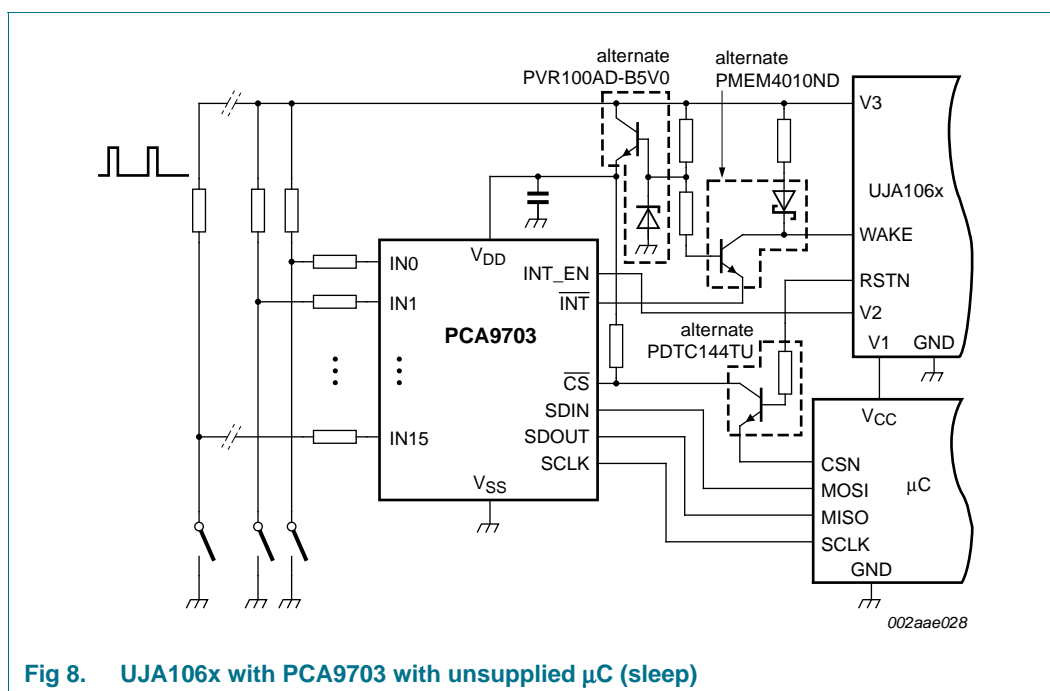 alternate
PVR100AD-B5V0
alternate
PMEM4010ND
V3
UJA106x
WAKE
RSTN
V2
V1
GND
VDD
IN0
IN1
IN15
PCA9703
INT_EN
INT
CS
SDIN
SDOUT
SCLK
VSS
alternate
PDTC144TU
VCC
CSN
MOSI
MISO
SCLK
μC
GND
002aae028
Fig 8. UJA106x with PCA9703 with unsupplied μC (sleep)